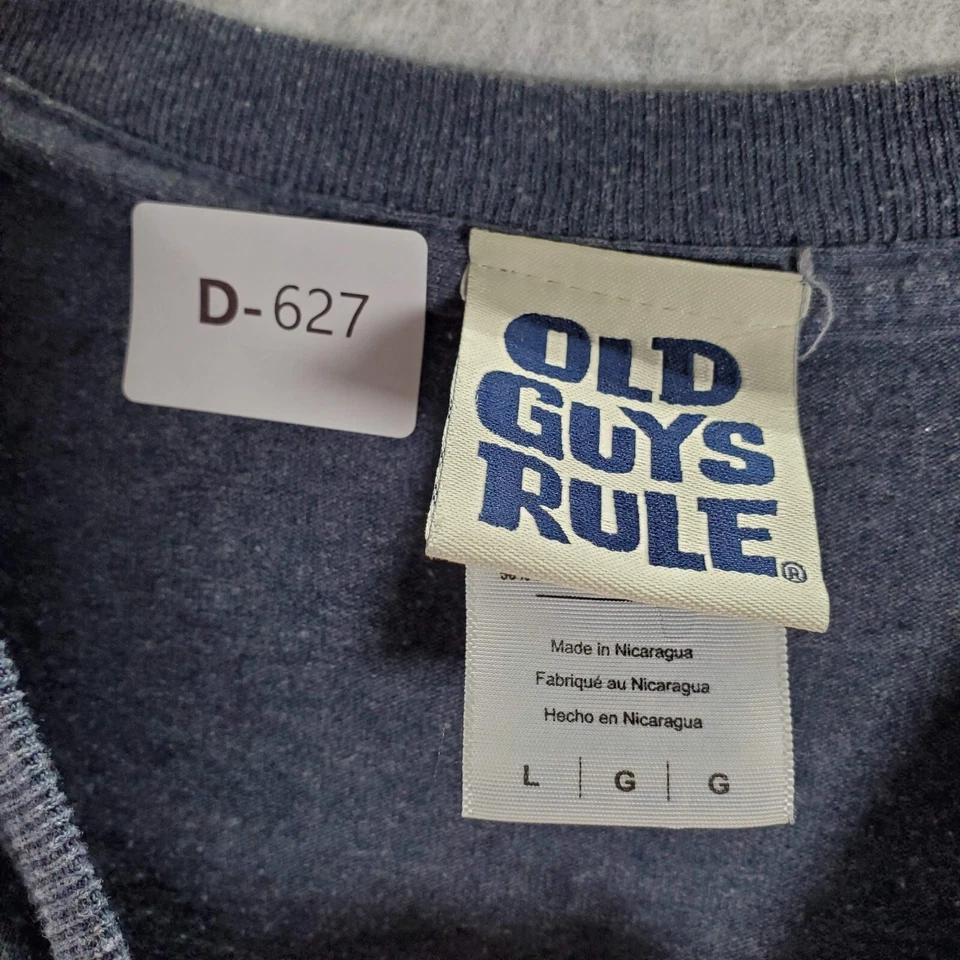 D-627
OLD
GUYS
RULE®
Made in Nicaragua
Fabriqué au Nicaragua
Hecho en Nicaragua
L | G | G